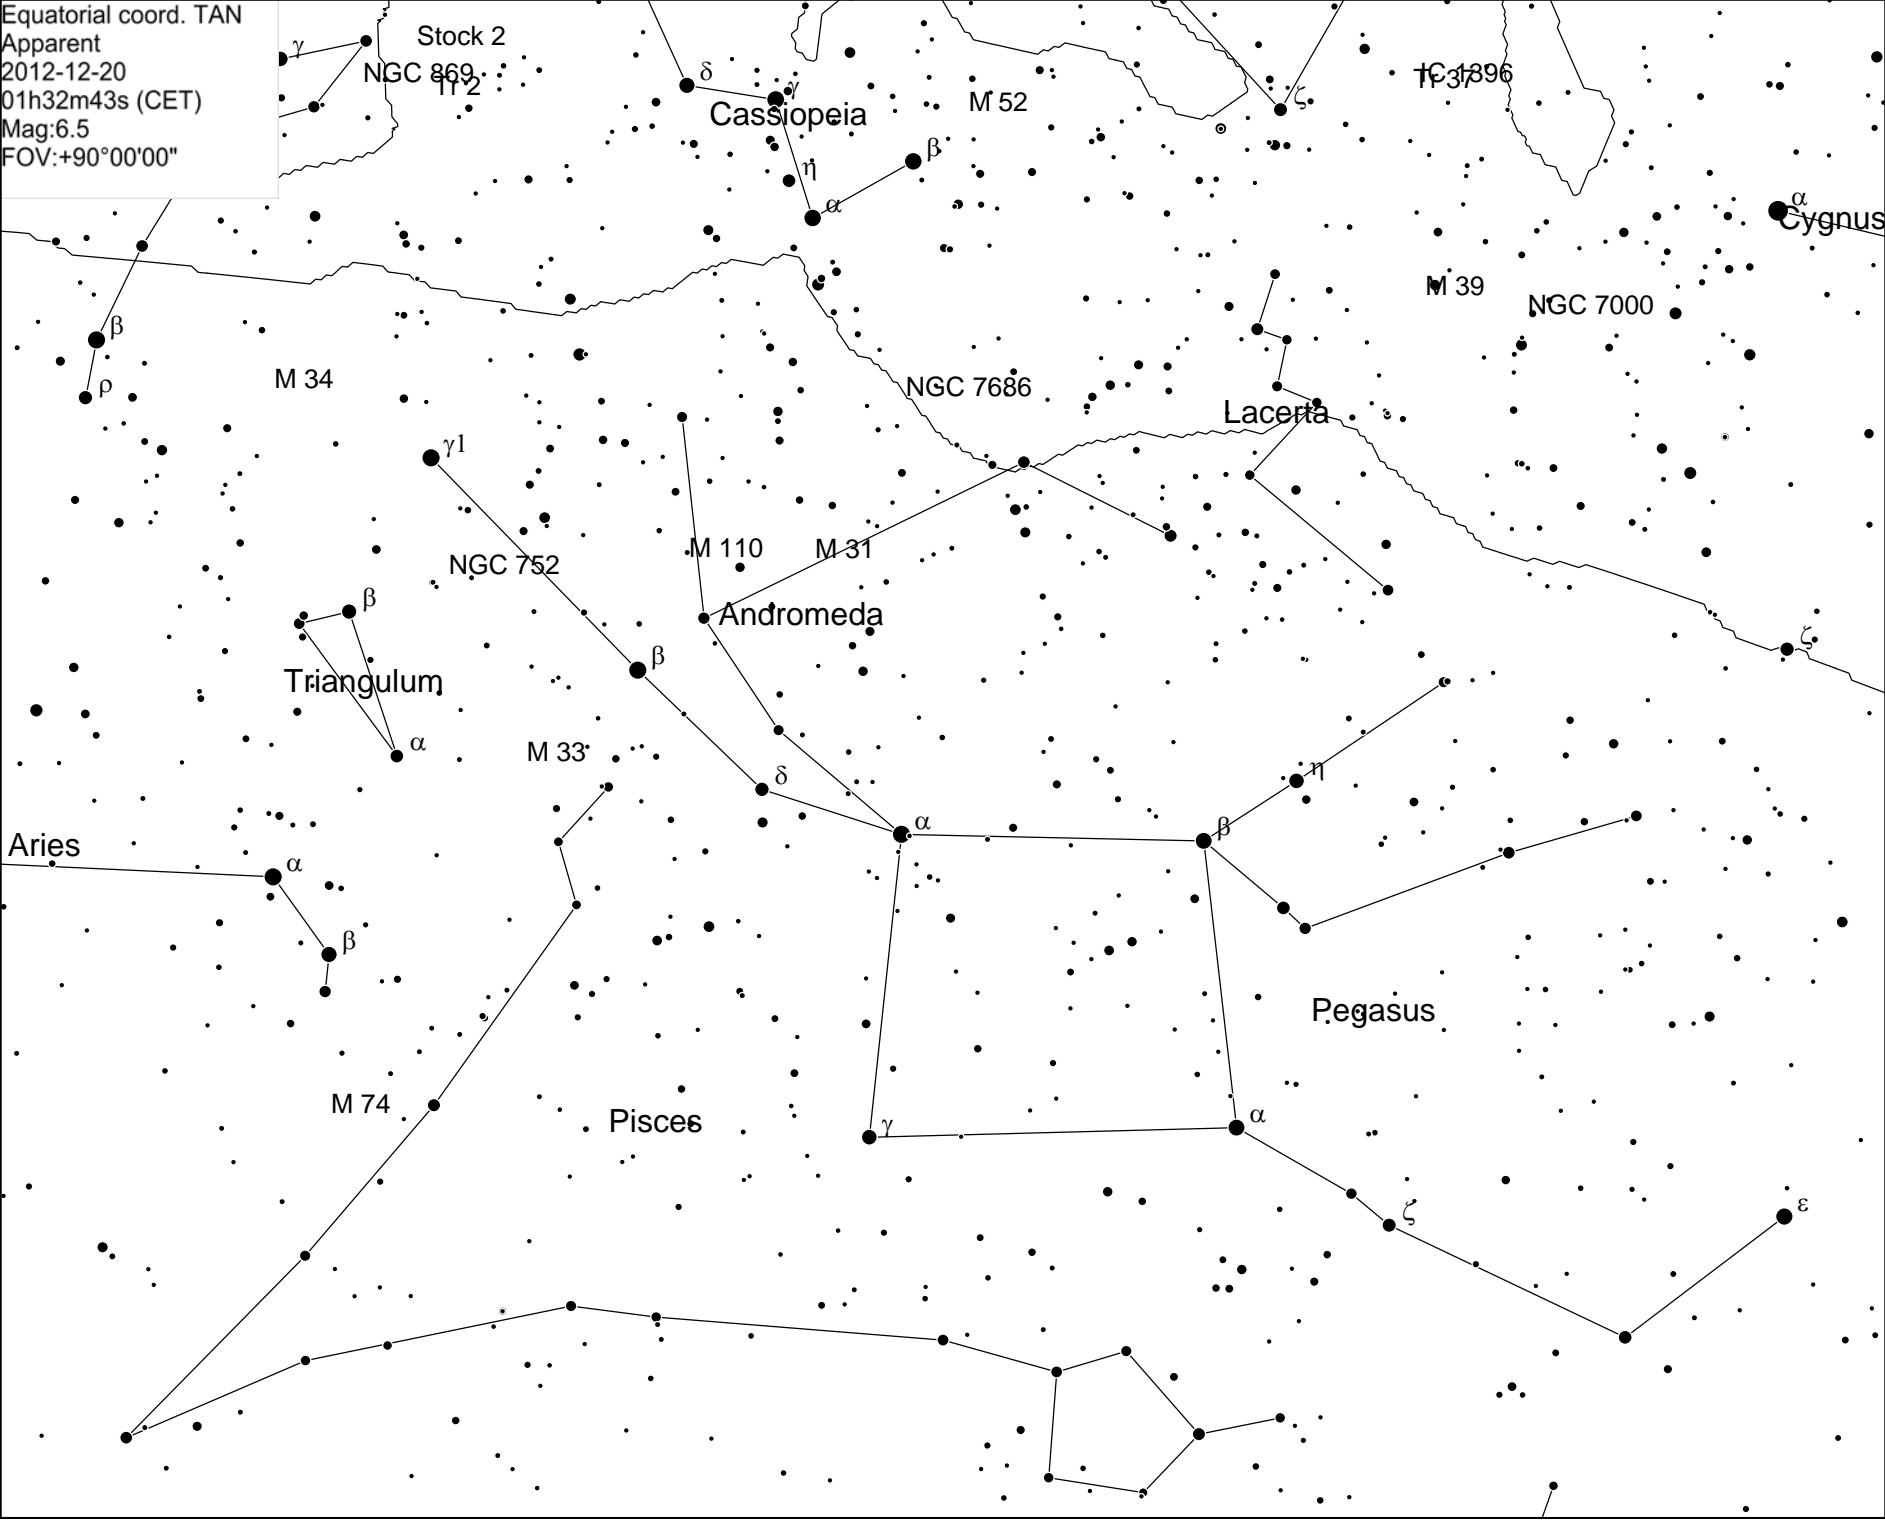 Equatorial coord. TAN
Apparent
2012-12-20
01h32m43s (CET)
Mag:6.5
FOV:+90°00'00"
γ
Stock 2
NGC 869
Tr 2
δ
γ
Cassiopeia
M 52
ζ
Tr 37
IC 1396
β
η
α
α
Cygnus
M 39
NGC 7000
β
ρ
M 34
NGC 7686
Lacerta
γ1
NGC 752
M 110
M 31
β
Andromeda
ζ
β
Triangulum
α
M 33
δ
η
α
β
Aries
α
β
Pegasus
M 74
Pisces
γ
α
ζ
ε